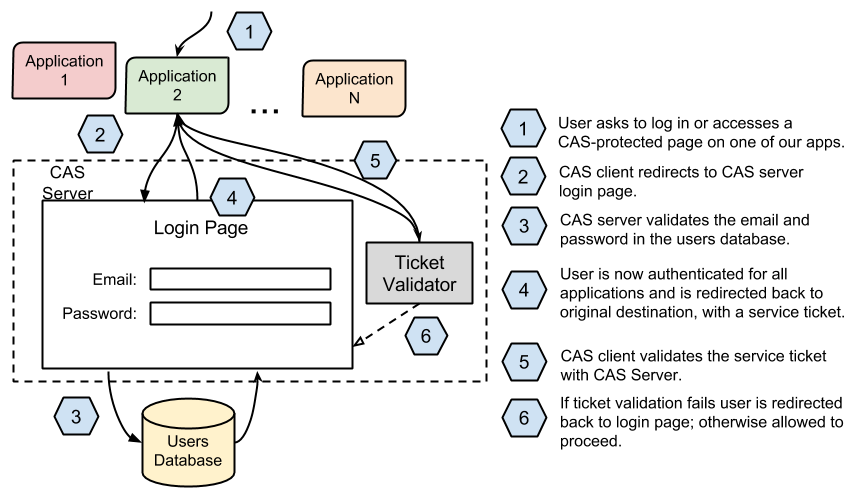 1
Application
1
Application
2
...
Application
N
2
5
CAS
Server
4
Login Page
Email:
Password:
Ticket
Validator
6
3
Users
Database
1
User asks to log in or accesses a
CAS-protected page on one of our apps.
2
CAS client redirects to CAS server
login page.
3
CAS server validates the email and
password in the users database.
4
User is now authenticated for all
applications and is redirected back to
original destination, with a service ticket.
5
CAS client validates the service ticket
with CAS Server.
6
If ticket validation fails user is redirected
back to login page; otherwise allowed to
proceed.